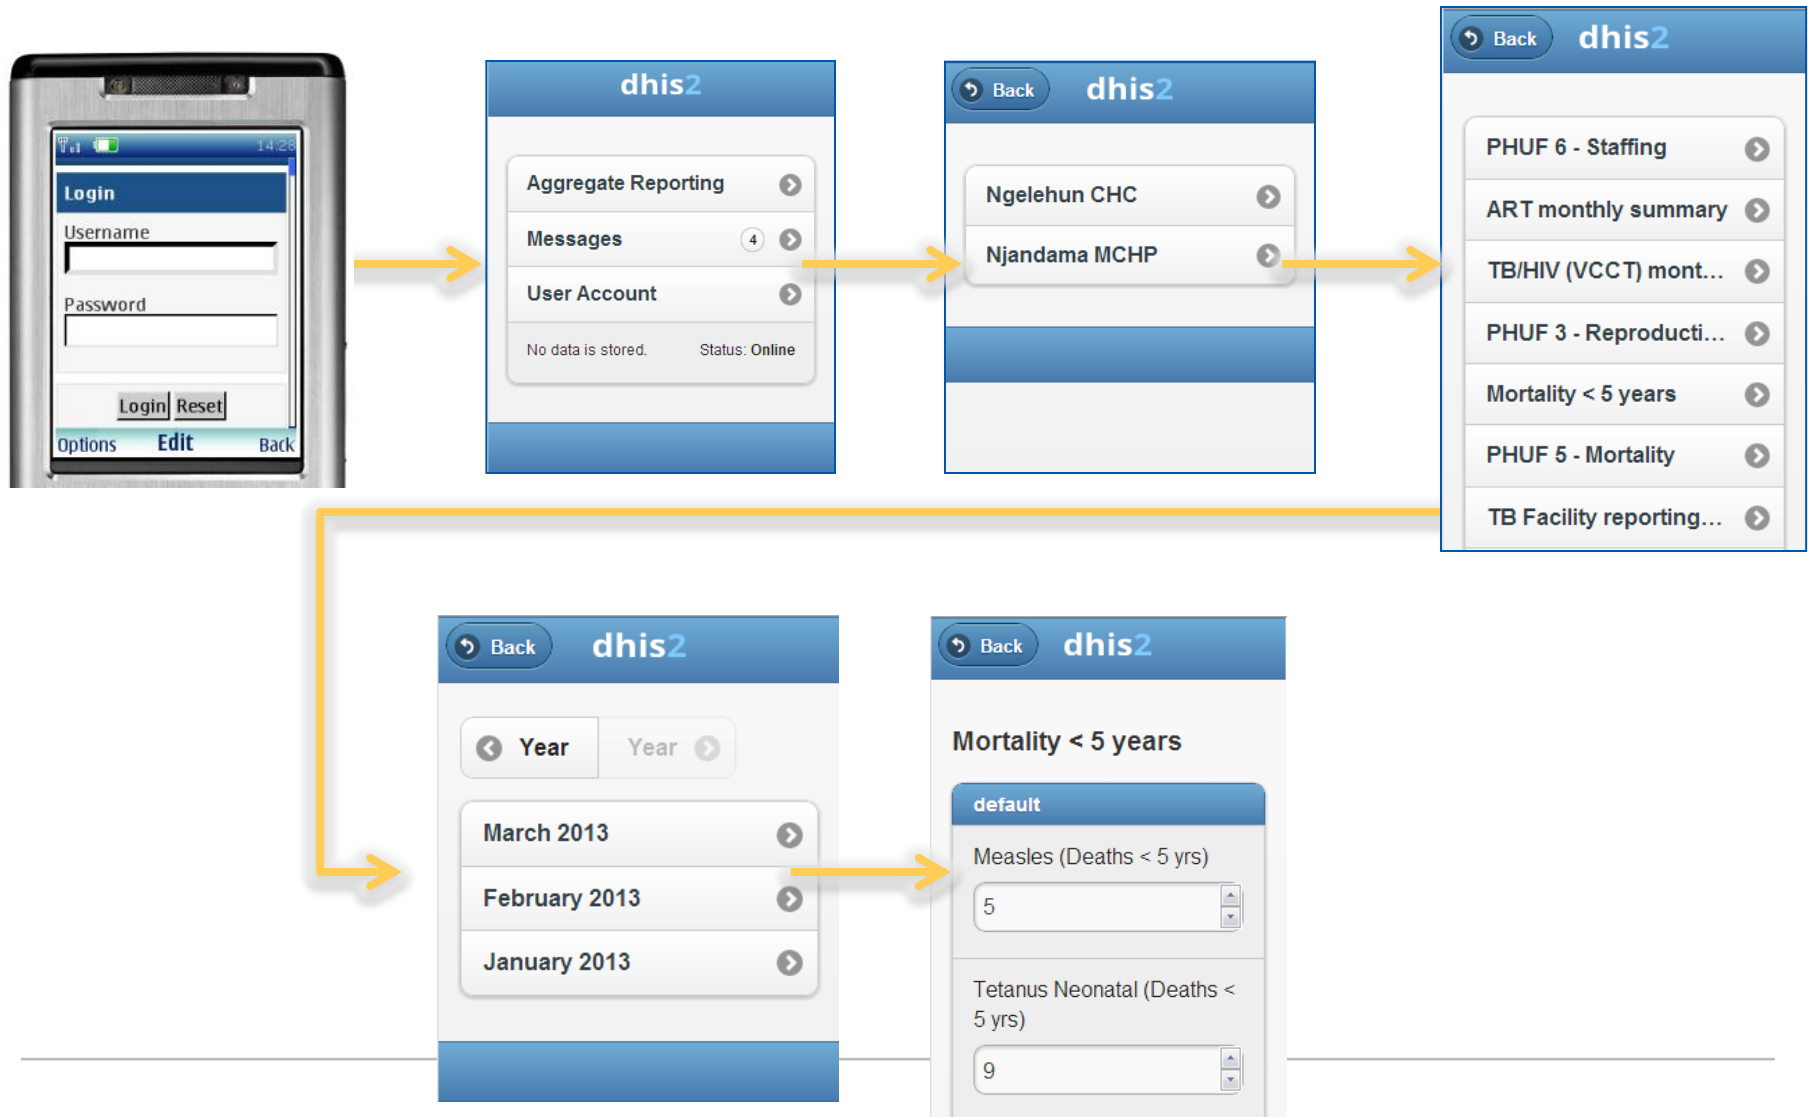 14:28
Login
Username
Password
Login Reset
Options Edit Back
dhis2
Aggregate Reporting
Messages 4
User Account
No data is stored. Status: Online
Back dhis2
Ngelehun CHC
Njandama MCHP
Back dhis2
PHUF 6 - Staffing
ART monthly summary
TB/HIV (VCCT) mont...
PHUF 3 - Reproducti...
Mortality < 5 years
PHUF 5 - Mortality
TB Facility reporting...
Back dhis2
Year Year
March 2013
February 2013
January 2013
Back dhis2
Mortality < 5 years
default
Measles (Deaths < 5 yrs)
5
Tetanus Neonatal (Deaths <
5 yrs)
9